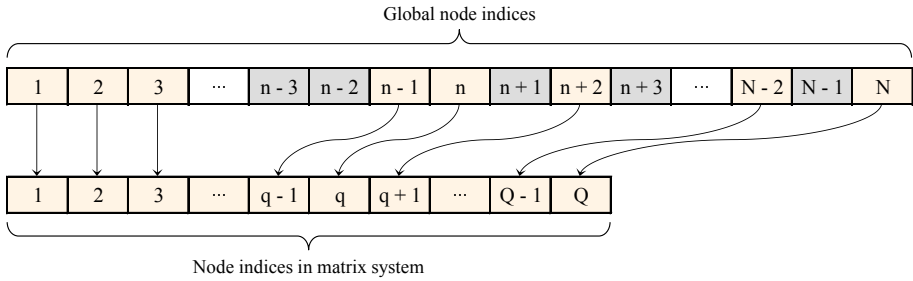 Global node indices
1 2 3 ... n - 3 n - 2 n - 1 n n + 1 n + 2 n + 3 ... N - 2 N - 1 N
1 2 3 ... q - 1 q q + 1 ... Q - 1 Q
Node indices in matrix system